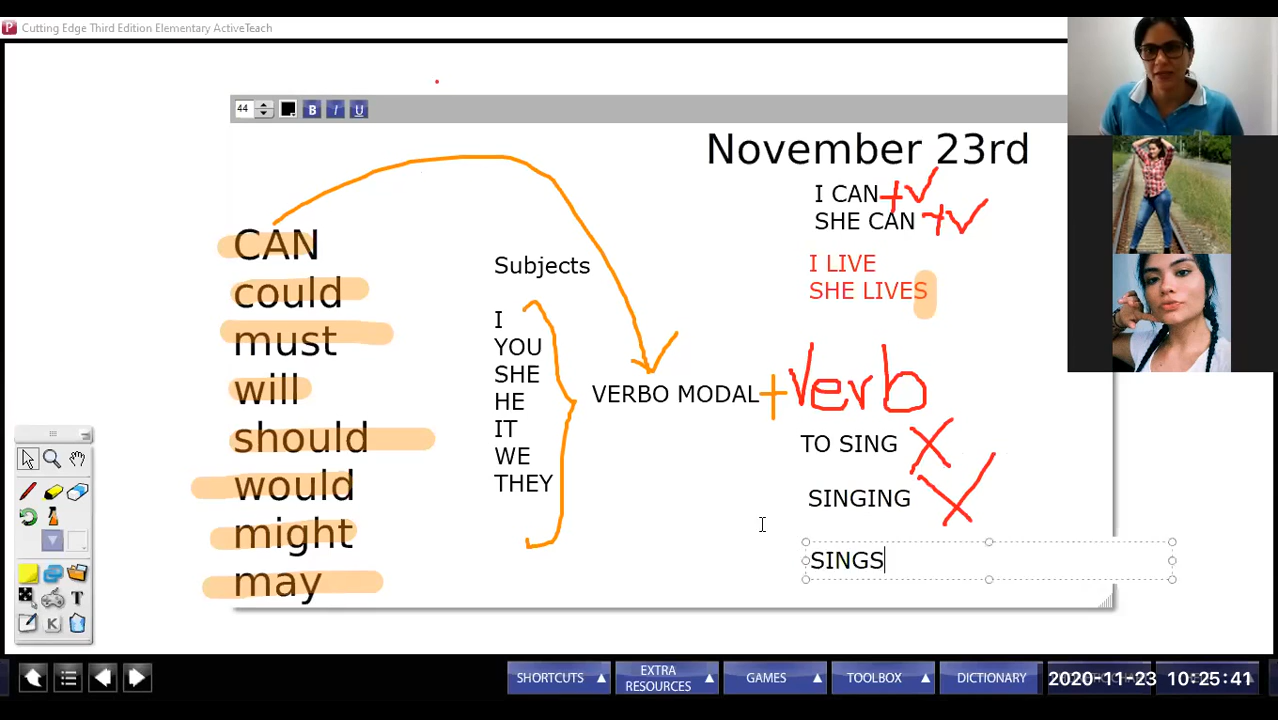 Cutting Edge Third Edition Elementary ActiveTeach
44
B I U
November 23rd
I CAN + V
SHE CAN + V
I LIVE
SHE LIVES
CAN
could
must
will
should
would
might
may
Subjects
I
YOU
SHE
HE
IT
WE
THEY
VERBO MODAL + Verb
TO SING X
SINGING X
SINGS
T
K
SHORTCUTS
EXTRA
RESOURCES
GAMES
TOOLBOX
DICTIONARY
2020-11-23 10:25:41